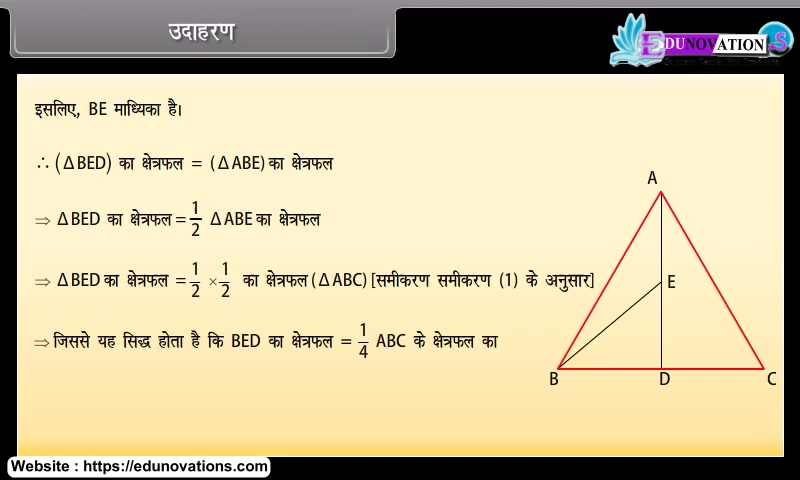 उदाहरण
EDUNOVATIONS
इसलिए, BE माध्यिका है।
∴ (ΔBED) का क्षेत्रफल = (ΔABE) का क्षेत्रफल
⇒ ΔBED का क्षेत्रफल = 1/2 ΔABE का क्षेत्रफल
⇒ ΔBED का क्षेत्रफल = 1/2 × 1/2 का क्षेत्रफल (ΔABC) [समीकरण समीकरण (1) के अनुसार]
⇒ जिससे यह सिद्ध होता है कि BED का क्षेत्रफल = 1/4 ABC के क्षेत्रफल का
A
E
B D C
Website : https://edunovations.com